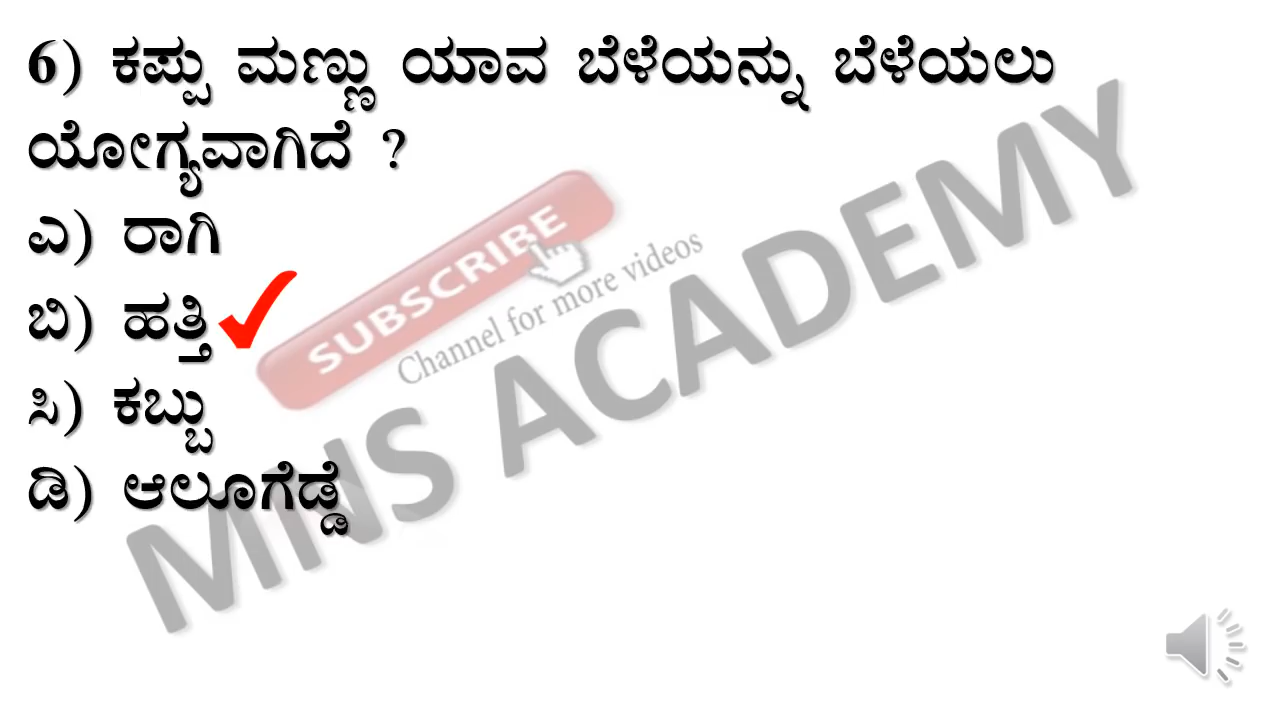 6) ಕಪ್ಪು ಮಣ್ಣು ಯಾವ ಬೆಳೆಯನ್ನು ಬೆಳೆಯಲು
ಯೋಗ್ಯವಾಗಿದೆ ?
ಎ) ರಾಗಿ
ಬಿ) ಹತ್ತಿ
ಸಿ) ಕಬ್ಬು
ಡಿ) ಆಲೂಗೆಡ್ಡೆ
SUBSCRIBE
Channel for more videos
MNS ACADEMY